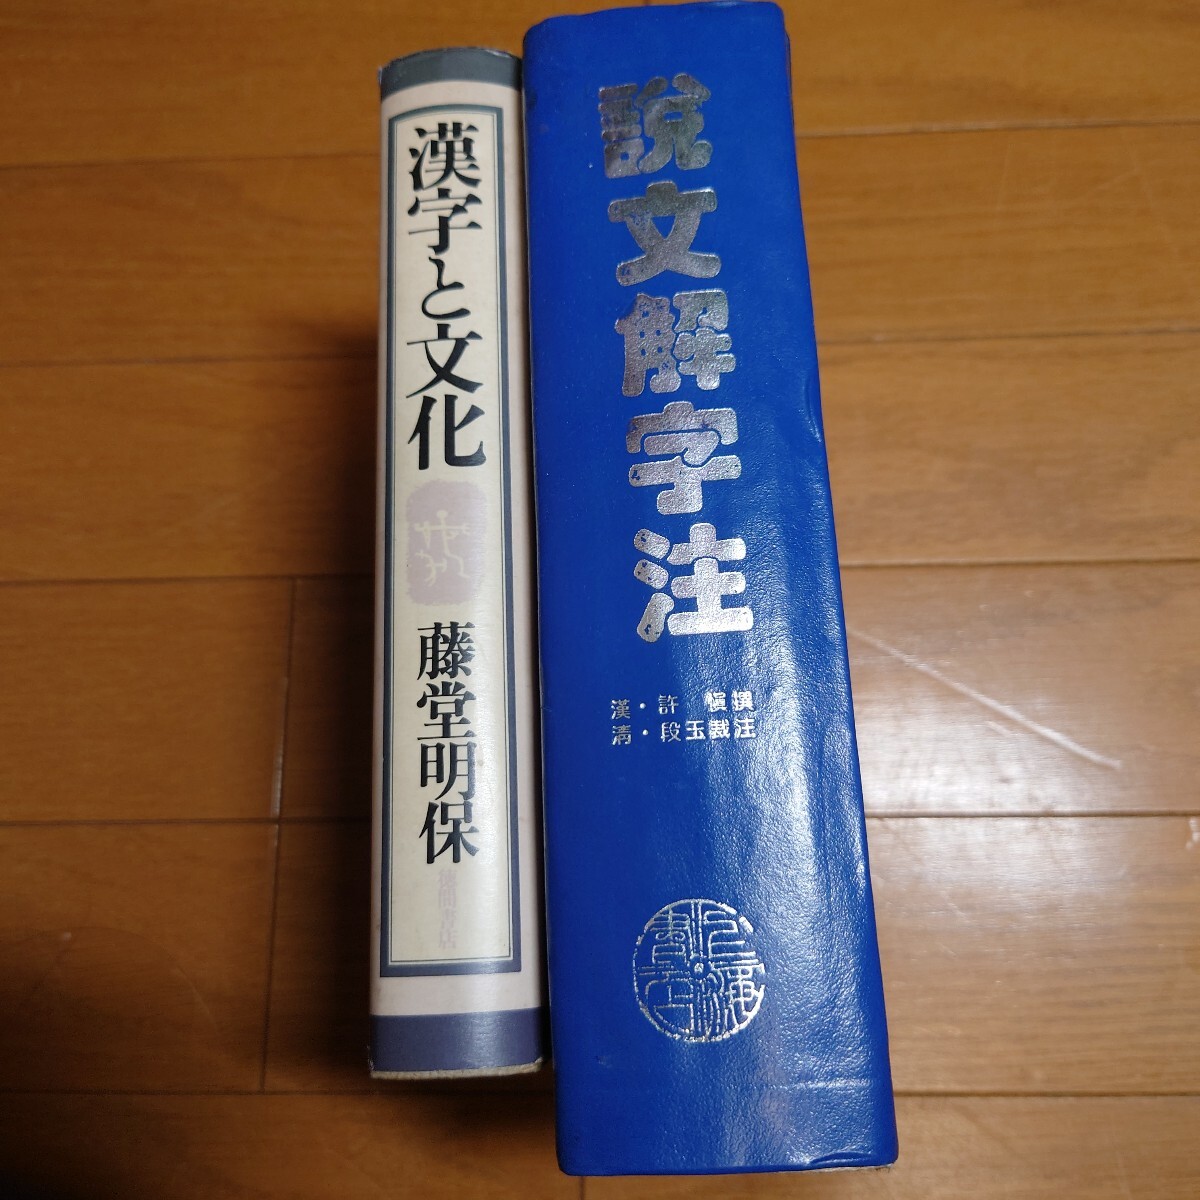 漢字と文化
藤堂明保
徳間書店
説文解字注
漢・許 慎撰
清・段玉裁注